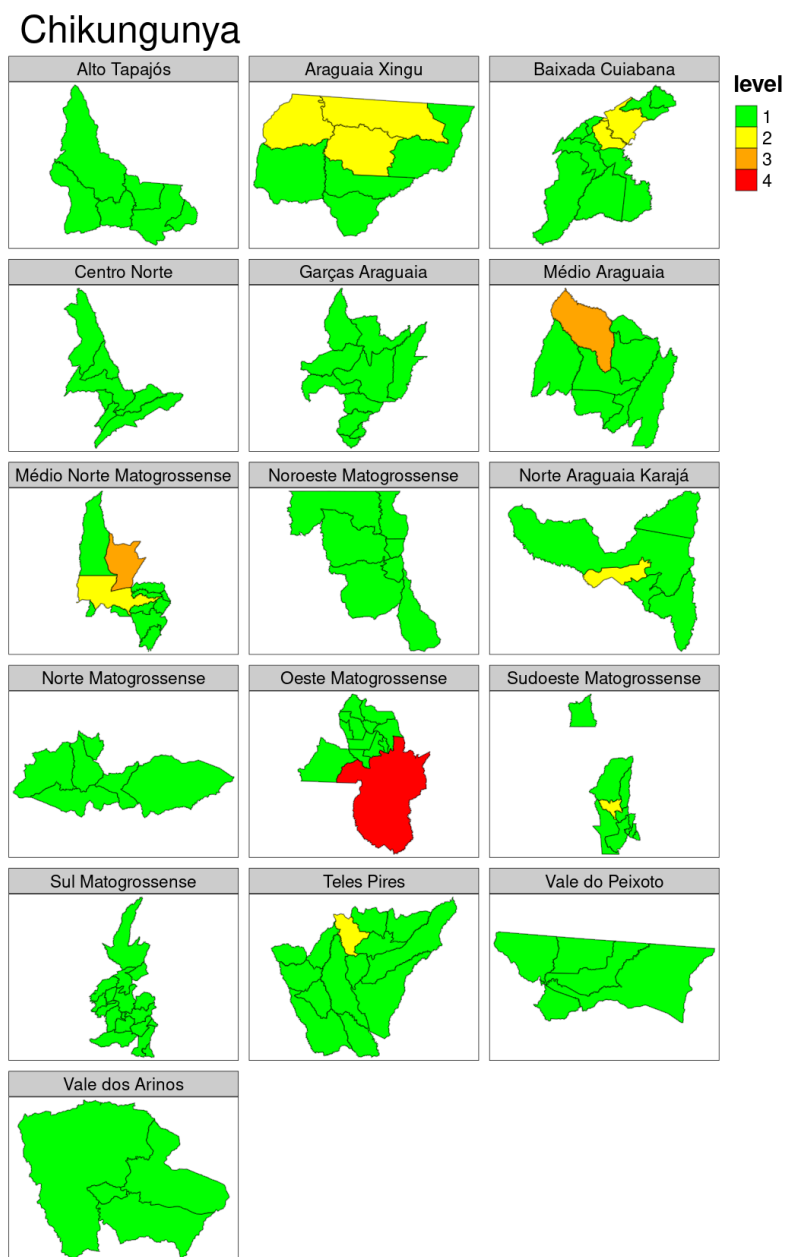 Chikungunya
Alto Tapajós
Araguaia Xingu
Baixada Cuiabana
level
1
2
3
4
Centro Norte
Garças Araguaia
Médio Araguaia
Médio Norte Matogrossense
Noroeste Matogrossense
Norte Araguaia Karajá
Norte Matogrossense
Oeste Matogrossense
Sudoeste Matogrossense
Sul Matogrossense
Teles Pires
Vale do Peixoto
Vale dos Arinos